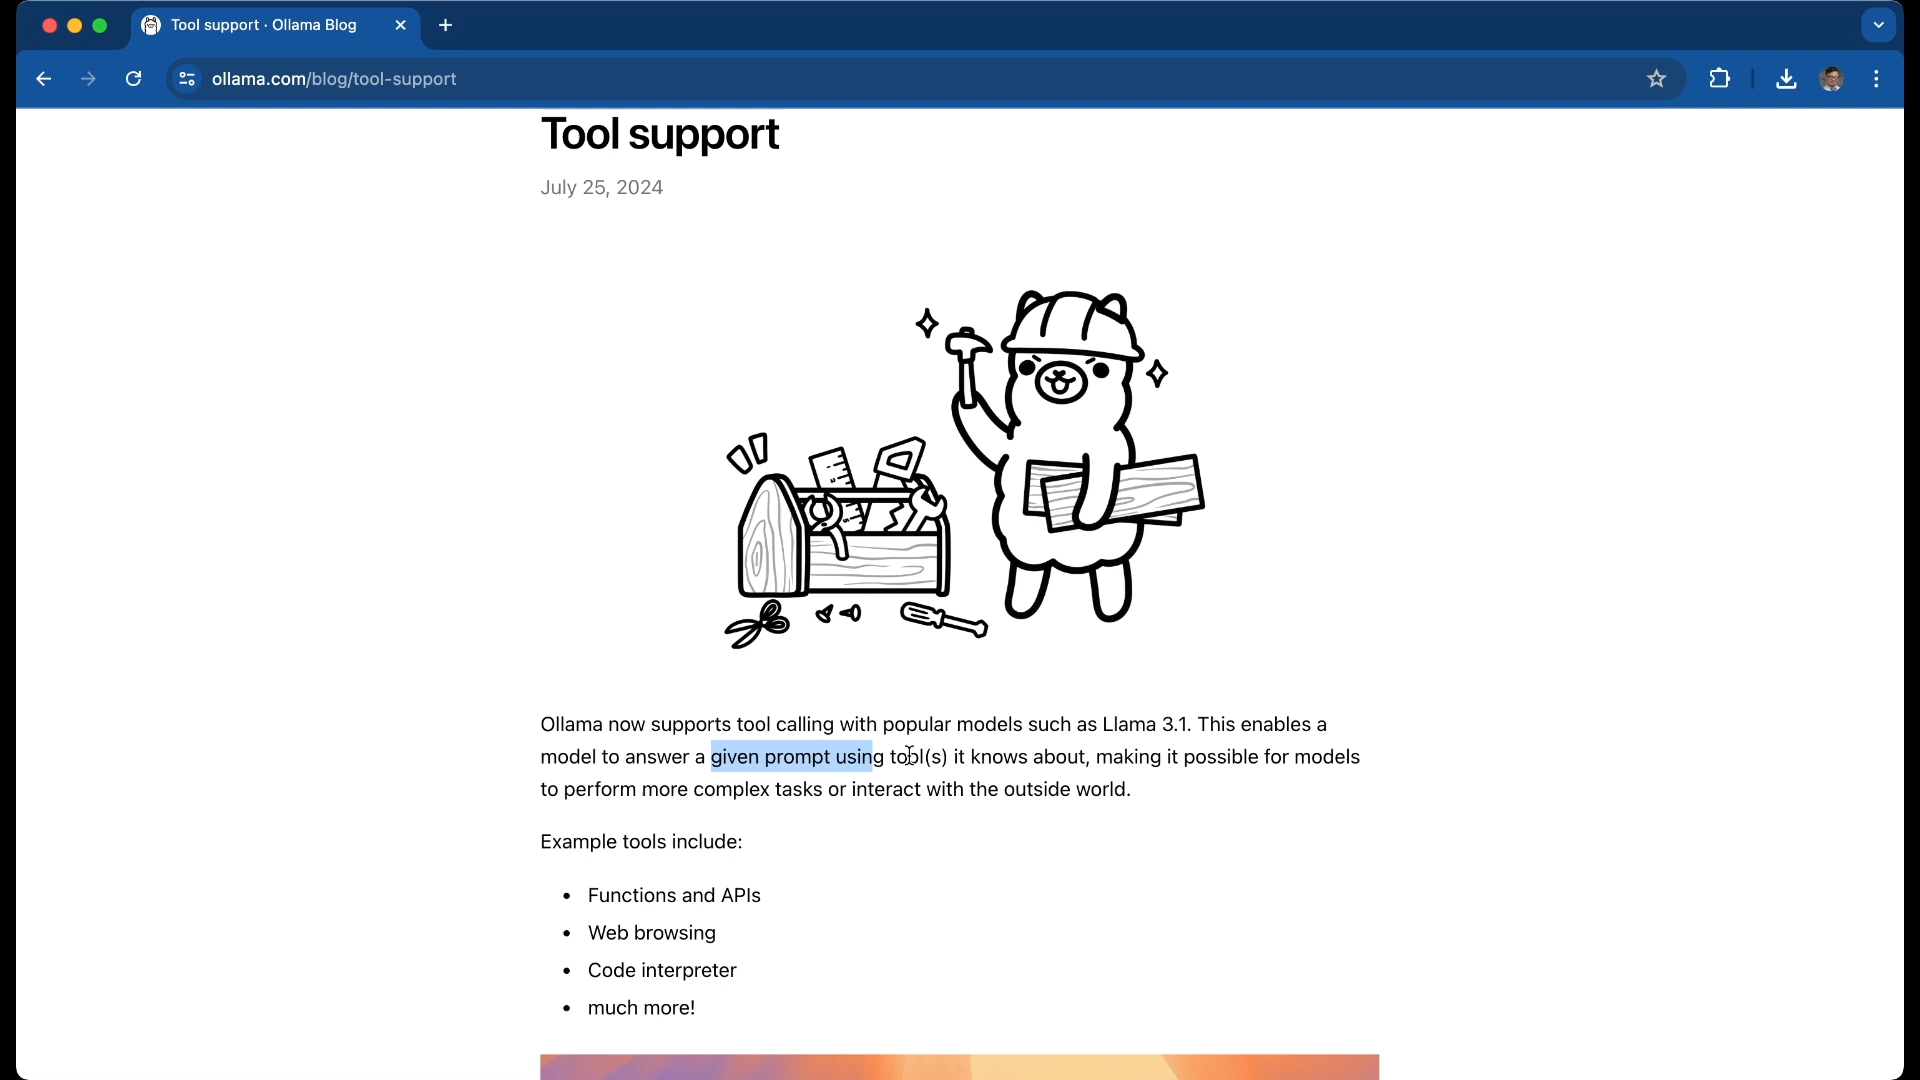 Tool support · Ollama Blog
ollama.com/blog/tool-support
Tool support
July 25, 2024
Ollama now supports tool calling with popular models such as Llama 3.1. This enables a
model to answer a given prompt using tool(s) it knows about, making it possible for models
to perform more complex tasks or interact with the outside world.
Example tools include:
• Functions and APIs
• Web browsing
• Code interpreter
• much more!